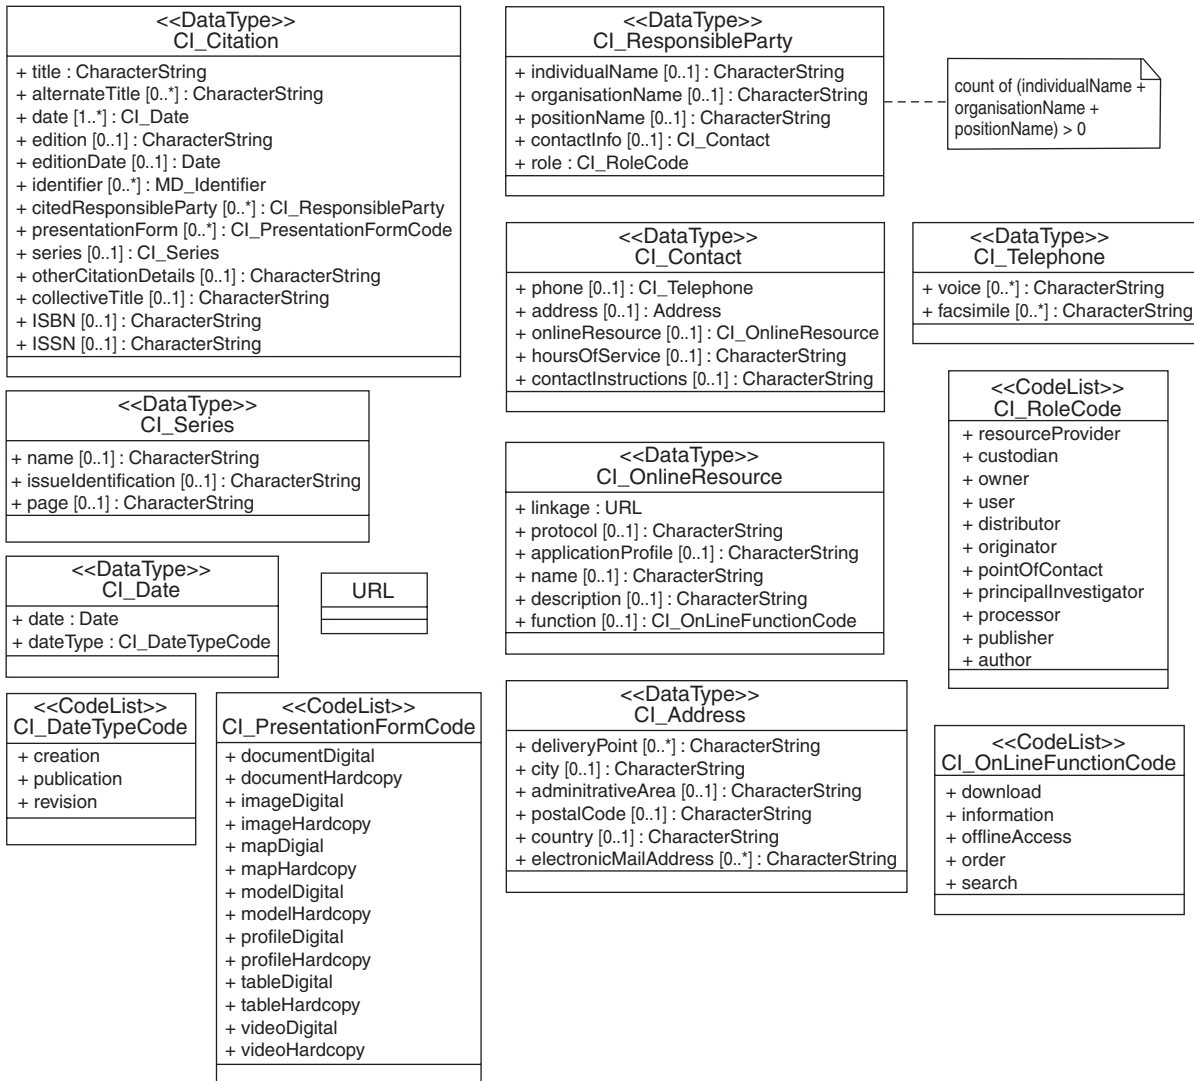 <<DataType>>
CI_Citation
+ title : CharacterString
+ alternateTitle [0..*] : CharacterString
+ date [1..*] : CI_Date
+ edition [0..1] : CharacterString
+ editionDate [0..1] : Date
+ identifier [0..*] : MD_Identifier
+ citedResponsibleParty [0..*] : CI_ResponsibleParty
+ presentationForm [0..*] : CI_PresentationFormCode
+ series [0..1] : CI_Series
+ otherCitationDetails [0..1] : CharacterString
+ collectiveTitle [0..1] : CharacterString
+ ISBN [0..1] : CharacterString
+ ISSN [0..1] : CharacterString
<<DataType>>
CI_Series
+ name [0..1] : CharacterString
+ issueIdentification [0..1] : CharacterString
+ page [0..1] : CharacterString
<<DataType>>
CI_Date
+ date : Date
+ dateType : CI_DateTypeCode
URL
<<CodeList>>
CI_DateTypeCode
+ creation
+ publication
+ revision
<<CodeList>>
CI_PresentationFormCode
+ documentDigital
+ documentHardcopy
+ imageDigital
+ imageHardcopy
+ mapDigial
+ mapHardcopy
+ modelDigital
+ modelHardcopy
+ profileDigital
+ profileHardcopy
+ tableDigital
+ tableHardcopy
+ videoDigital
+ videoHardcopy
<<DataType>>
CI_ResponsibleParty
+ individualName [0..1] : CharacterString
+ organisationName [0..1] : CharacterString
+ positionName [0..1] : CharacterString
+ contactInfo [0..1] : CI_Contact
+ role : CI_RoleCode
count of (individualName +
organisationName +
positionName) > 0
<<DataType>>
CI_Contact
+ phone [0..1] : CI_Telephone
+ address [0..1] : Address
+ onlineResource [0..1] : CI_OnlineResource
+ hoursOfService [0..1] : CharacterString
+ contactInstructions [0..1] : CharacterString
<<DataType>>
CI_Telephone
+ voice [0..*] : CharacterString
+ facsimile [0..*] : CharacterString
<<DataType>>
CI_OnlineResource
+ linkage : URL
+ protocol [0..1] : CharacterString
+ applicationProfile [0..1] : CharacterString
+ name [0..1] : CharacterString
+ description [0..1] : CharacterString
+ function [0..1] : CI_OnLineFunctionCode
<<CodeList>>
CI_RoleCode
+ resourceProvider
+ custodian
+ owner
+ user
+ distributor
+ originator
+ pointOfContact
+ principalInvestigator
+ processor
+ publisher
+ author
<<DataType>>
CI_Address
+ deliveryPoint [0..*] : CharacterString
+ city [0..1] : CharacterString
+ adminitrativeArea [0..1] : CharacterString
+ postalCode [0..1] : CharacterString
+ country [0..1] : CharacterString
+ electronicMailAddress [0..*] : CharacterString
<<CodeList>>
CI_OnLineFunctionCode
+ download
+ information
+ offlineAccess
+ order
+ search